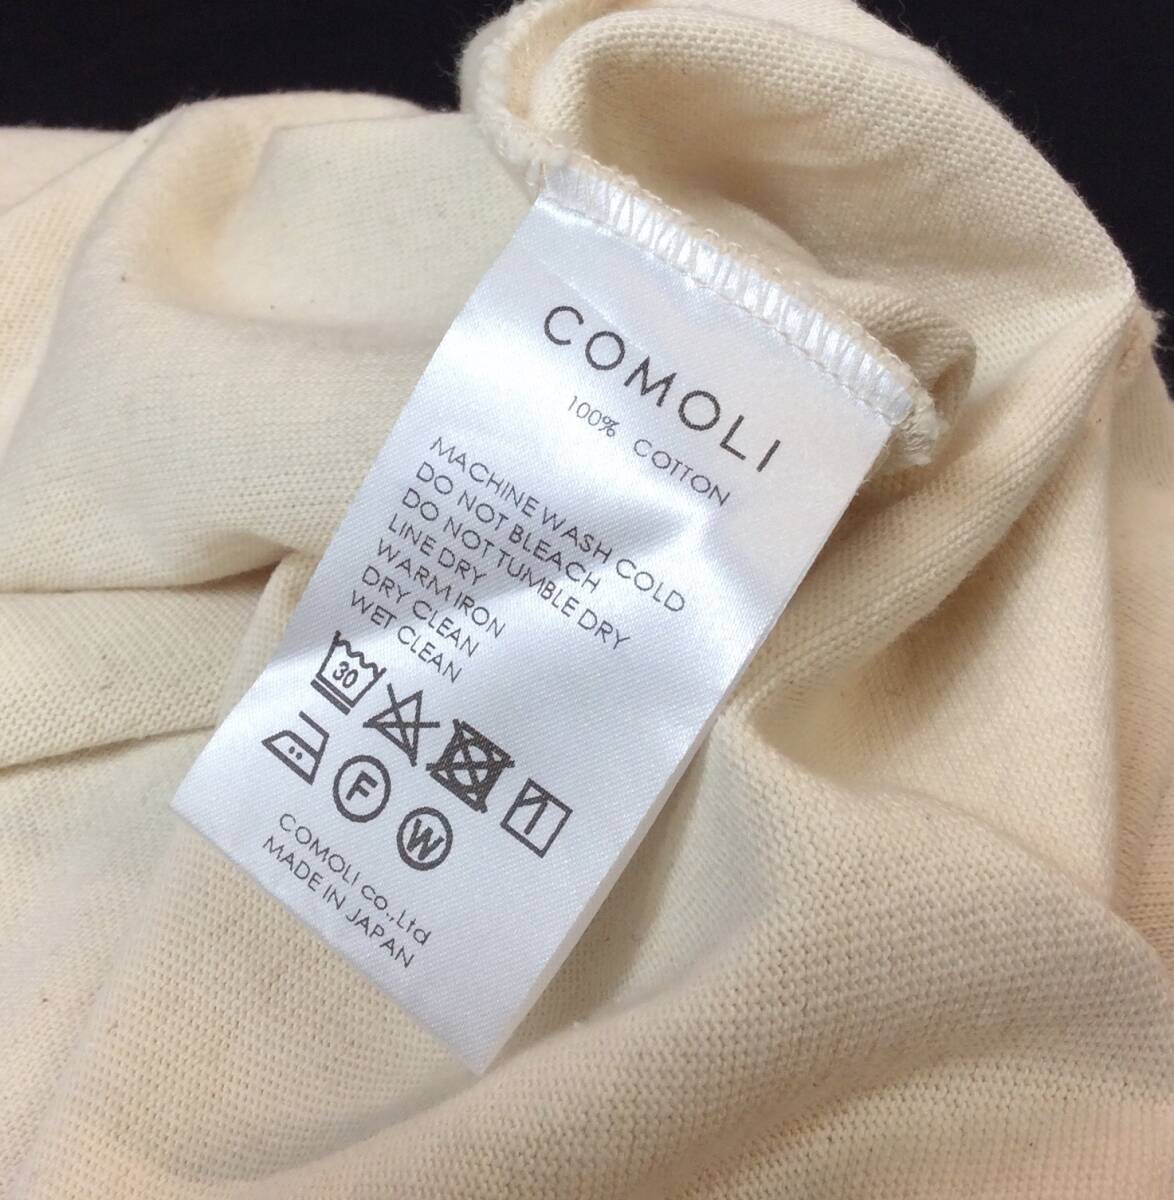 COMOLI
100% COTTON
MACHINE WASH COLD
DO NOT BLEACH
DO NOT TUMBLE DRY
LINE DRY
WARM IRON
DRY CLEAN
WET CLEAN
30
F
W
COMOLI co.,Ltd
MADE IN JAPAN